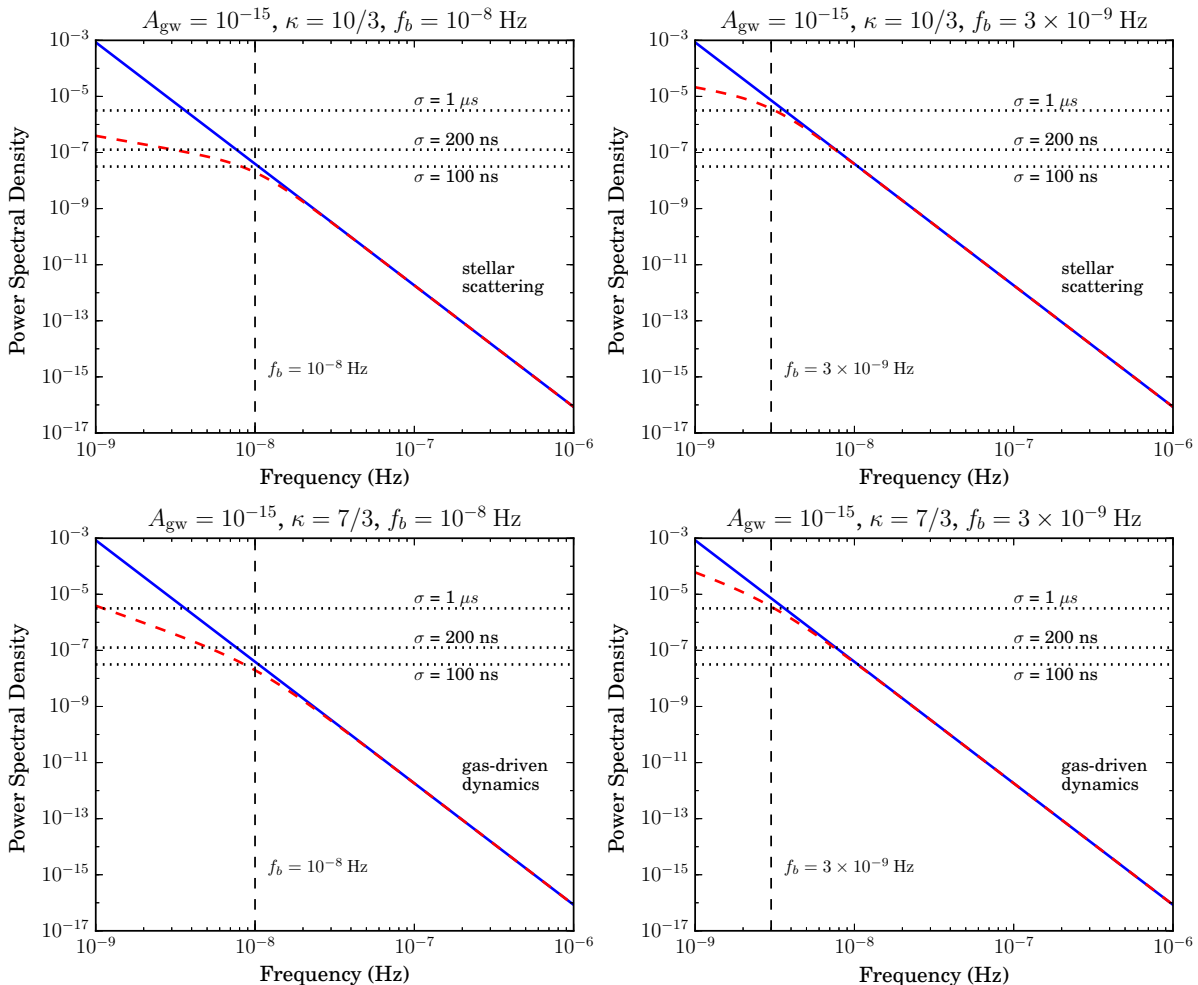 A_gw = 10^−15, κ = 10/3, f_b = 10^−8 Hz
Power Spectral Density
10^−3
10^−5
10^−7
10^−9
10^−11
10^−13
10^−15
10^−17
σ = 1 μs
σ = 200 ns
σ = 100 ns
stellar
scattering
f_b = 10^−8 Hz
10^−9 10^−8 10^−7 10^−6
Frequency (Hz)
A_gw = 10^−15, κ = 10/3, f_b = 3 × 10^−9 Hz
Power Spectral Density
10^−3
10^−5
10^−7
10^−9
10^−11
10^−13
10^−15
10^−17
σ = 1 μs
σ = 200 ns
σ = 100 ns
stellar
scattering
f_b = 3 × 10^−9 Hz
10^−9 10^−8 10^−7 10^−6
Frequency (Hz)
A_gw = 10^−15, κ = 7/3, f_b = 10^−8 Hz
Power Spectral Density
10^−3
10^−5
10^−7
10^−9
10^−11
10^−13
10^−15
10^−17
σ = 1 μs
σ = 200 ns
σ = 100 ns
gas-driven
dynamics
f_b = 10^−8 Hz
10^−9 10^−8 10^−7 10^−6
Frequency (Hz)
A_gw = 10^−15, κ = 7/3, f_b = 3 × 10^−9 Hz
Power Spectral Density
10^−3
10^−5
10^−7
10^−9
10^−11
10^−13
10^−15
10^−17
σ = 1 μs
σ = 200 ns
σ = 100 ns
gas-driven
dynamics
f_b = 3 × 10^−9 Hz
10^−9 10^−8 10^−7 10^−6
Frequency (Hz)